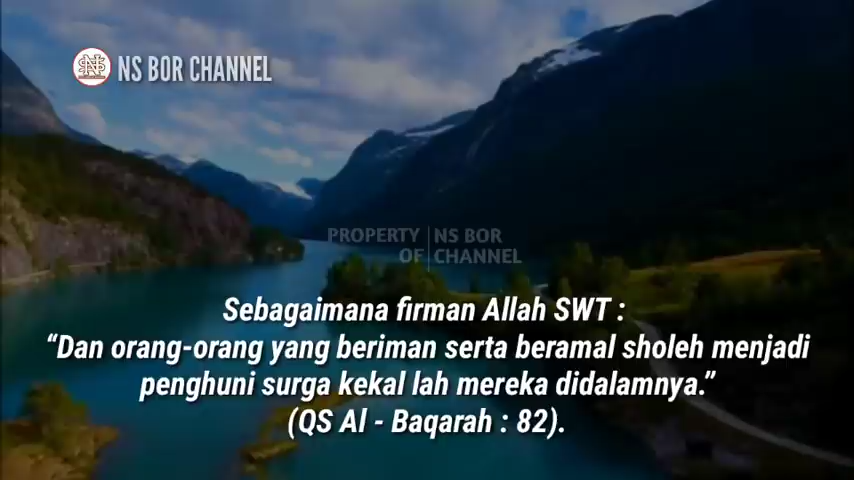 NS BOR CHANNEL
PROPERTY OF | NS BOR CHANNEL
Sebagaimana firman Allah SWT :
“Dan orang-orang yang beriman serta beramal sholeh menjadi
penghuni surga kekal lah mereka didalamnya.”
(QS Al - Baqarah : 82).